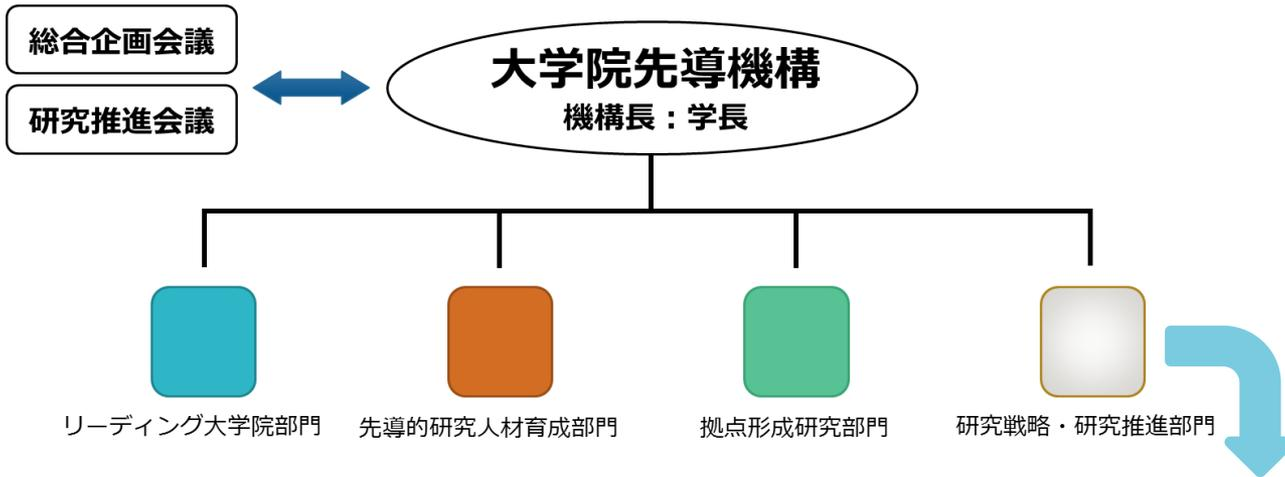 総合企画会議
研究推進会議
大学院先導機構
機構長：学長
リーディング大学院部門
先導的研究人材育成部門
拠点形成研究部門
研究戦略・研究推進部門